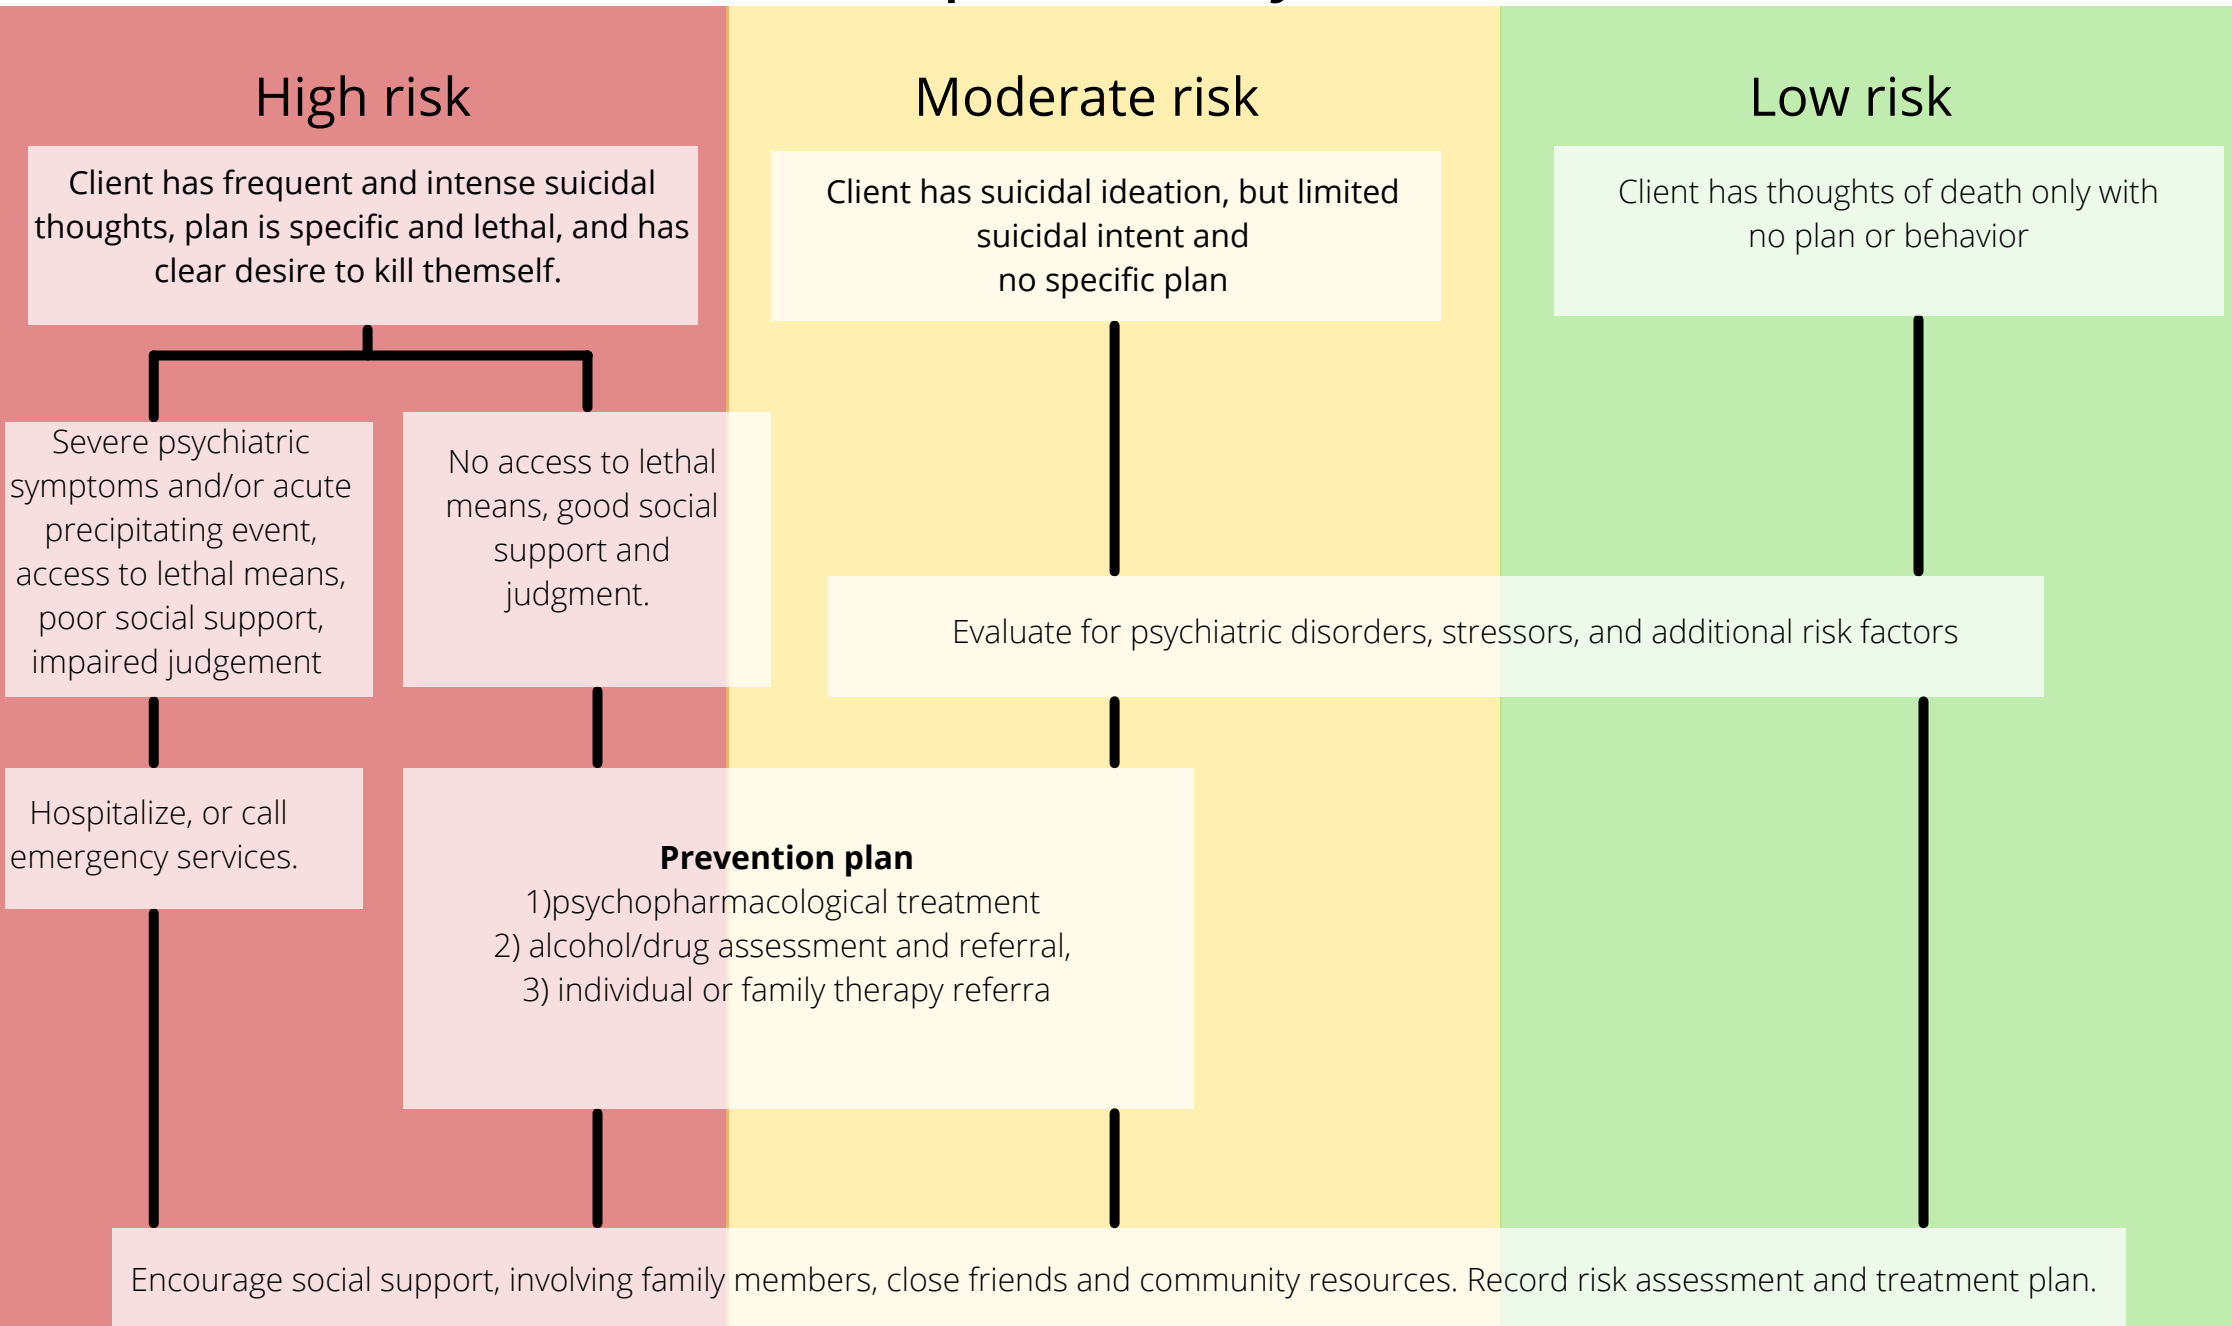 High risk
Moderate risk
Low risk
Client has frequent and intense suicidal
thoughts, plan is specific and lethal, and has
clear desire to kill themself.
Client has suicidal ideation, but limited
suicidal intent and
no specific plan
Client has thoughts of death only with
no plan or behavior
Severe psychiatric
symptoms and/or acute
precipitating event,
access to lethal means,
poor social support,
impaired judgement
No access to lethal
means, good social
support and
judgment.
Evaluate for psychiatric disorders, stressors, and additional risk factors
Hospitalize, or call
emergency services.
Prevention plan
1)psychopharmacological treatment
2) alcohol/drug assessment and referral,
3) individual or family therapy referra
Encourage social support, involving family members, close friends and community resources. Record risk assessment and treatment plan.